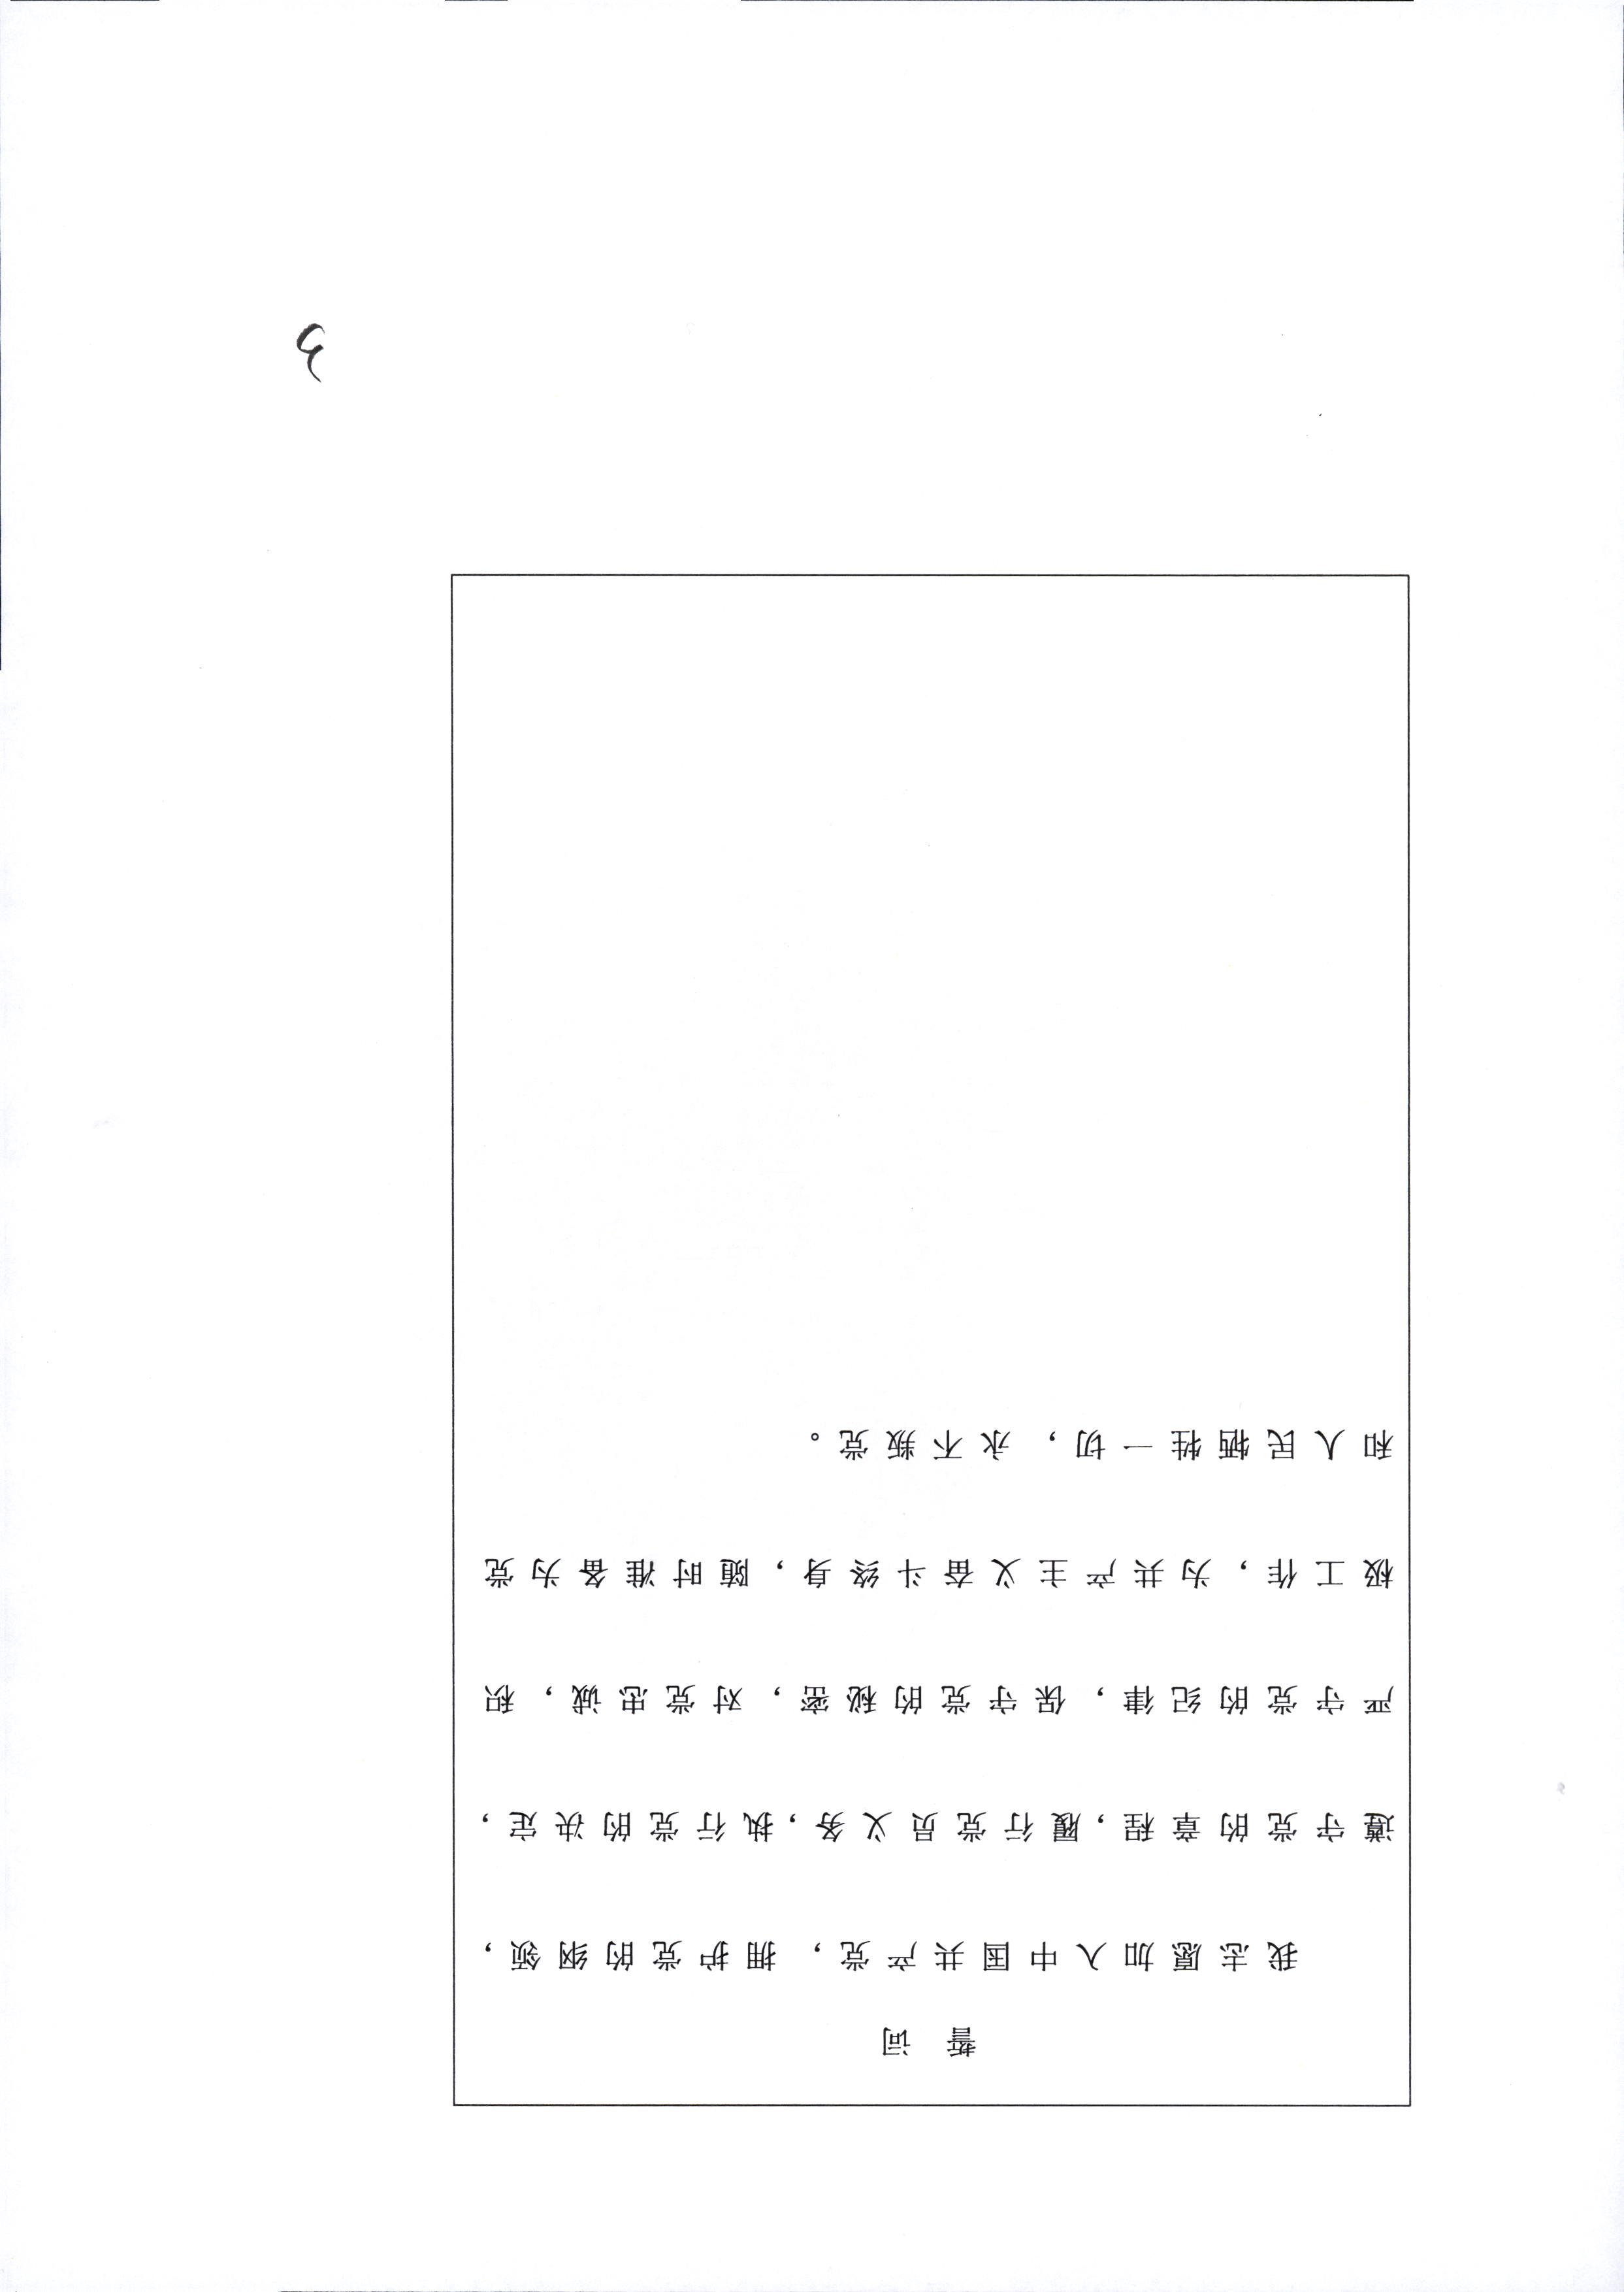 誓 词
我志愿加入中国共产党，拥护党的纲领，
遵守党的章程，履行党员义务，执行党的决定，
严守党的纪律，保守党的秘密，对党忠诚，积
极工作，为共产主义奋斗终身，随时准备为党
和人民牺牲一切，永不叛党。